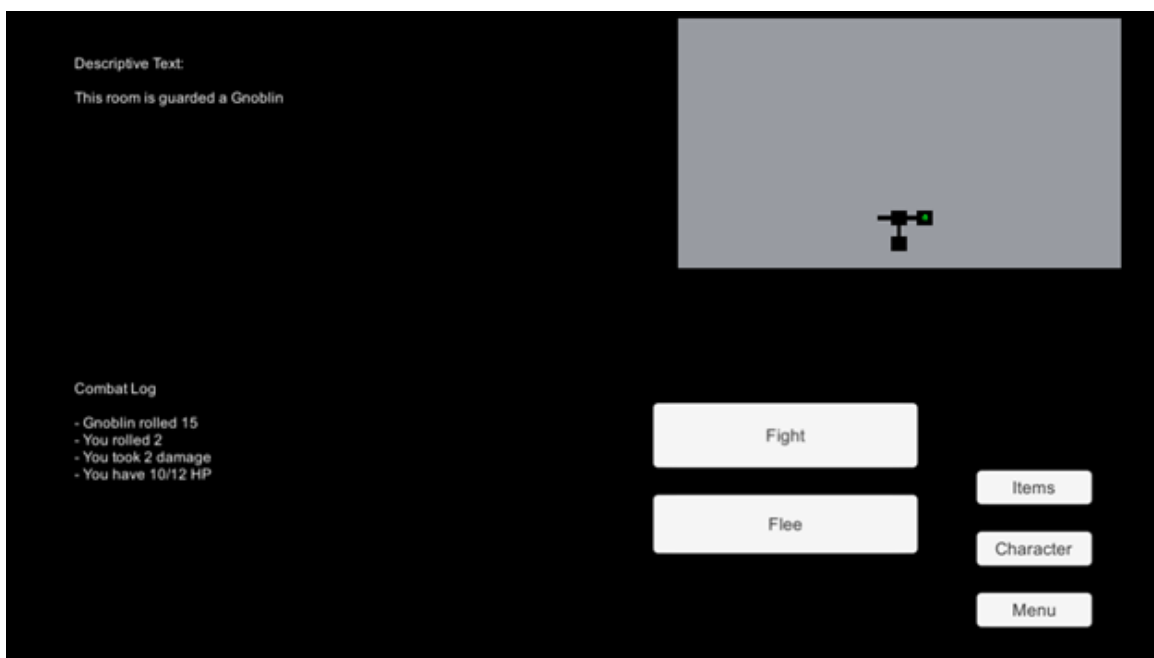 Descriptive Text:
This room is guarded a Gnoblin
Combat Log
- Gnoblin rolled 15
- You rolled 2
- You took 2 damage
- You have 10/12 HP
Fight
Flee
Items
Character
Menu